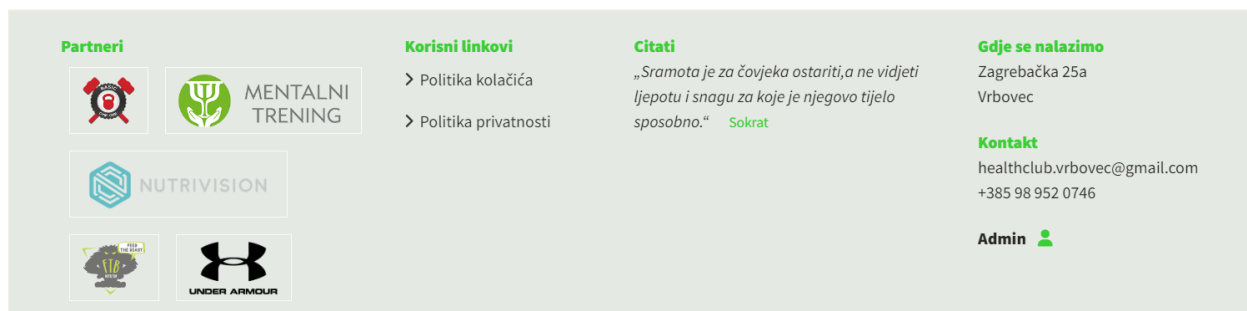 Partneri
BASIC
MENTALNI
TRENING
NUTRIVISION
FEED
THE BEAST
FTB
UNDER ARMOUR
Korisni linkovi
Politika kolačića
Politika privatnosti
Citati
„Sramota je za čovjeka ostariti,a ne vidjeti
ljepotu i snagu za koje je njegovo tijelo
sposobno.“ Sokrat
Gdje se nalazimo
Zagrebačka 25a
Vrbovec
Kontakt
healthclub.vrbovec@gmail.com
+385 98 952 0746
Admin